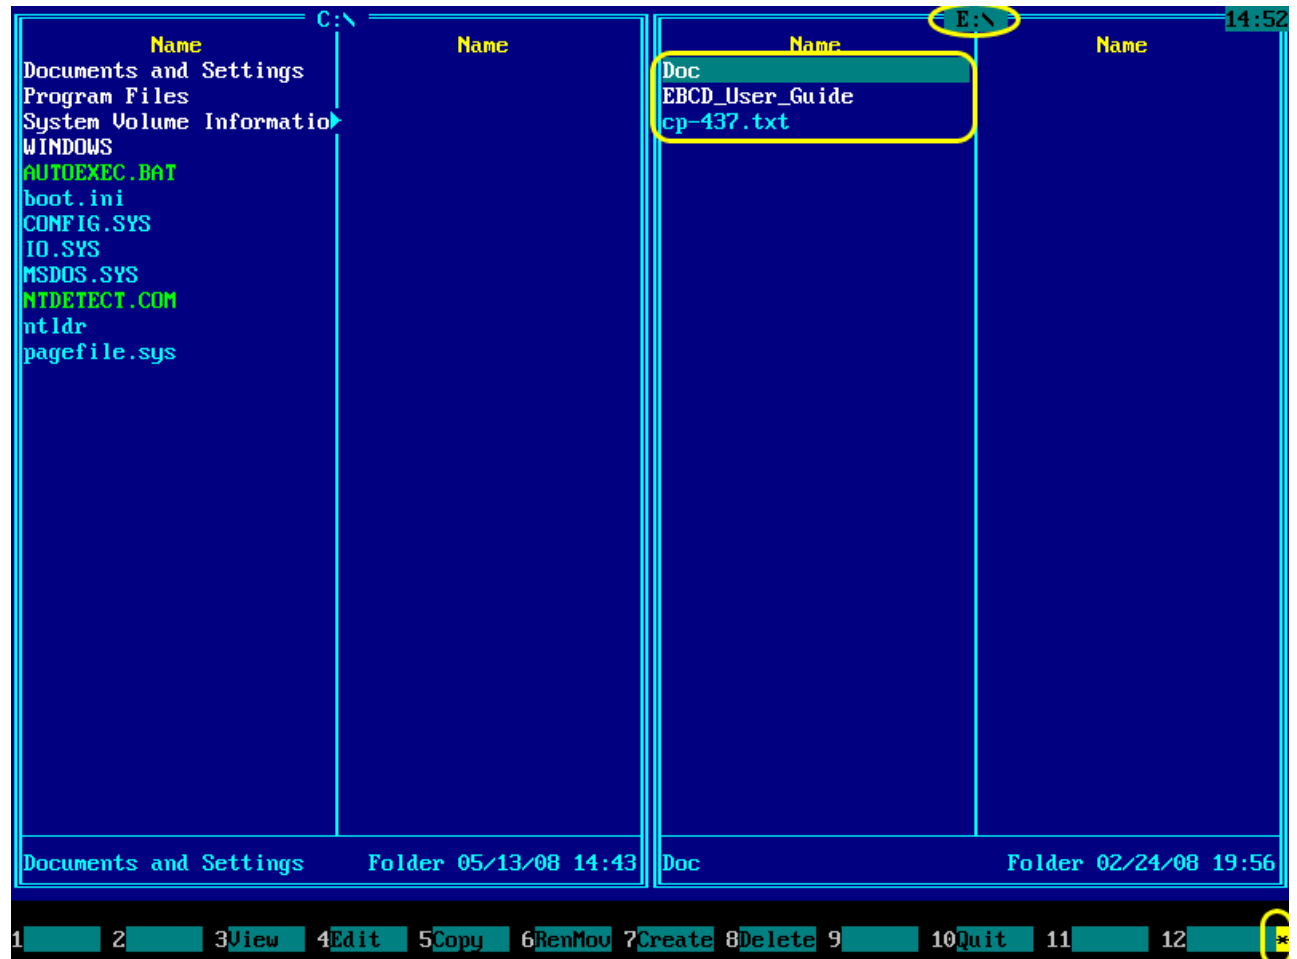 C:\
Name Name
Documents and Settings
Program Files
System Volume Informatio
WINDOWS
AUTOEXEC.BAT
boot.ini
CONFIG.SYS
IO.SYS
MSDOS.SYS
NTDETECT.COM
ntldr
pagefile.sys
Documents and Settings Folder 05/13/08 14:43
E:\ 14:52
Name Name
Doc
EBCD_User_Guide
cp-437.txt
Doc Folder 02/24/08 19:56
1 2 3View 4Edit 5Copy 6RenMov 7Create 8Delete 9 10Quit 11 12 *